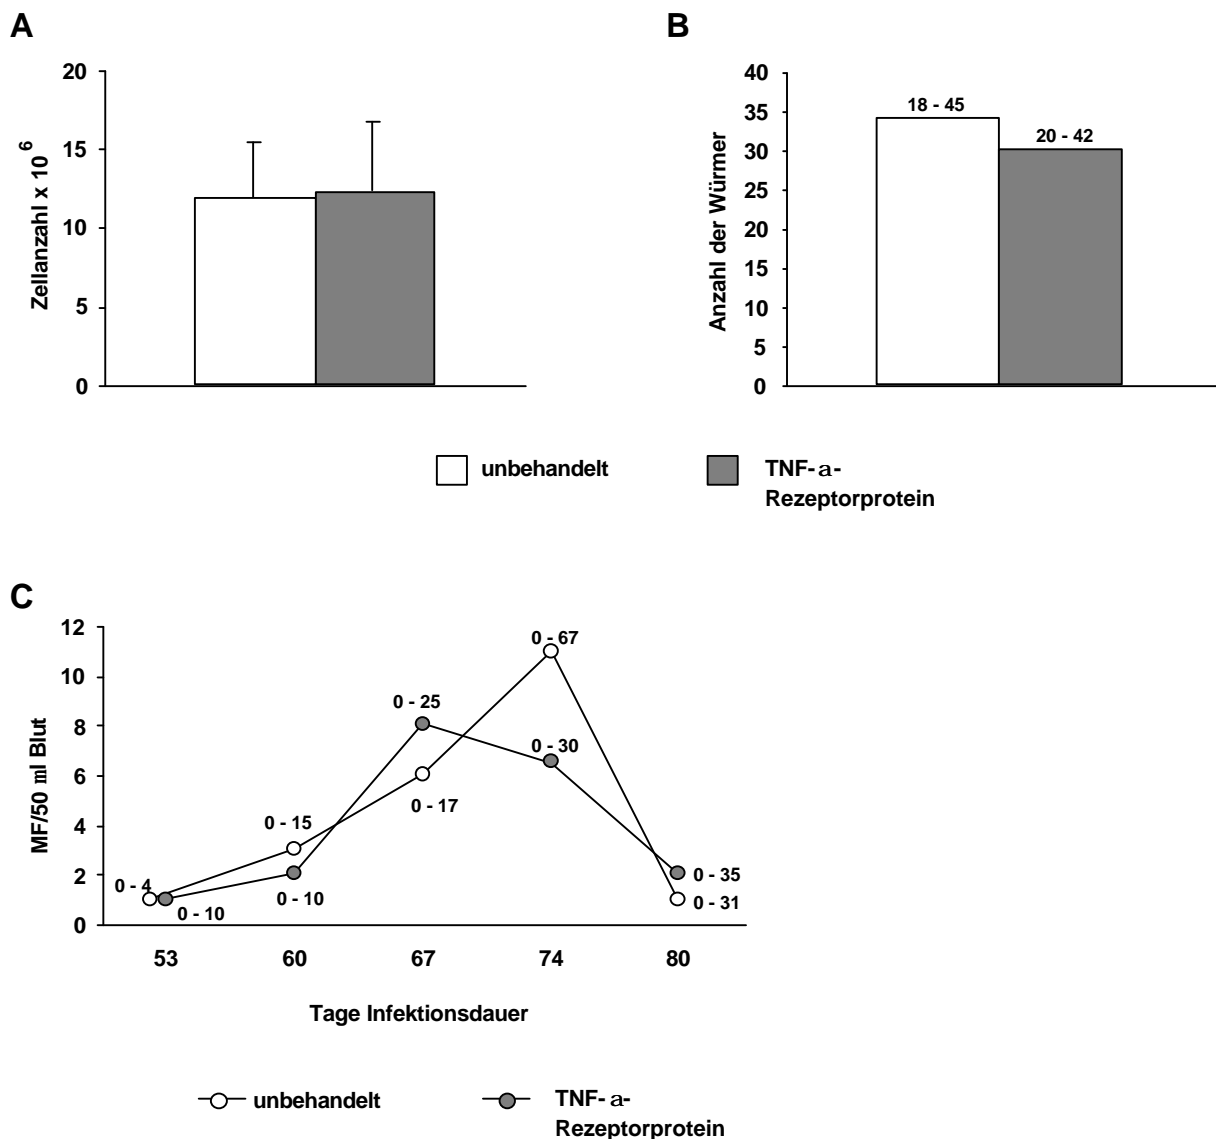 A
20
15
10
5
0
Zellanzahl x 10 6
B
40
35
30
25
20
15
10
5
0
Anzahl der Würmer
18 - 45
20 - 42
unbehandelt
TNF- a-
Rezeptorprotein
C
12
10
8
6
4
2
0
MF/50 ml Blut
0 - 4
0 - 10
0 - 15
0 - 10
0 - 25
0 - 17
0 - 67
0 - 30
0 - 35
0 - 31
53 60 67 74 80
Tage Infektionsdauer
unbehandelt
TNF- a-
Rezeptorprotein